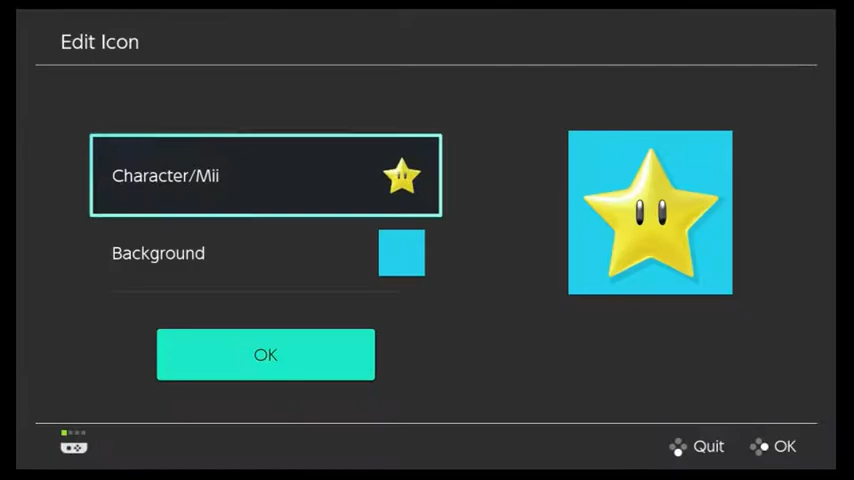 Edit Icon
Character/Mii
Background
OK
Quit OK